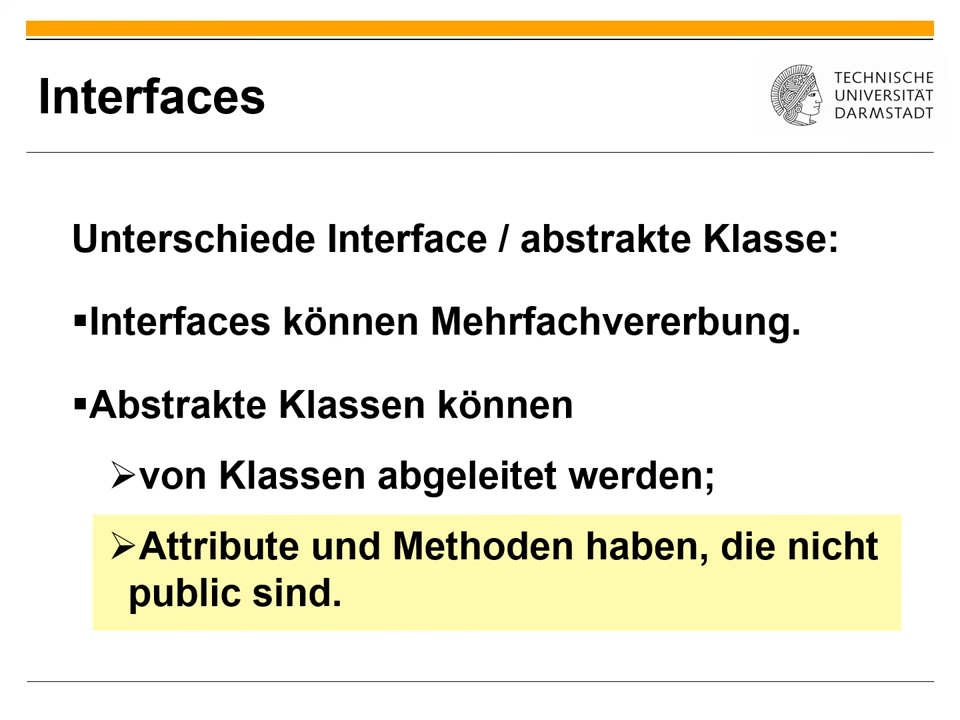 Interfaces
TECHNISCHE
UNIVERSITÄT
DARMSTADT
Unterschiede Interface / abstrakte Klasse:
▪Interfaces können Mehrfachvererbung.
▪Abstrakte Klassen können
➢von Klassen abgeleitet werden;
➢Attribute und Methoden haben, die nicht
public sind.